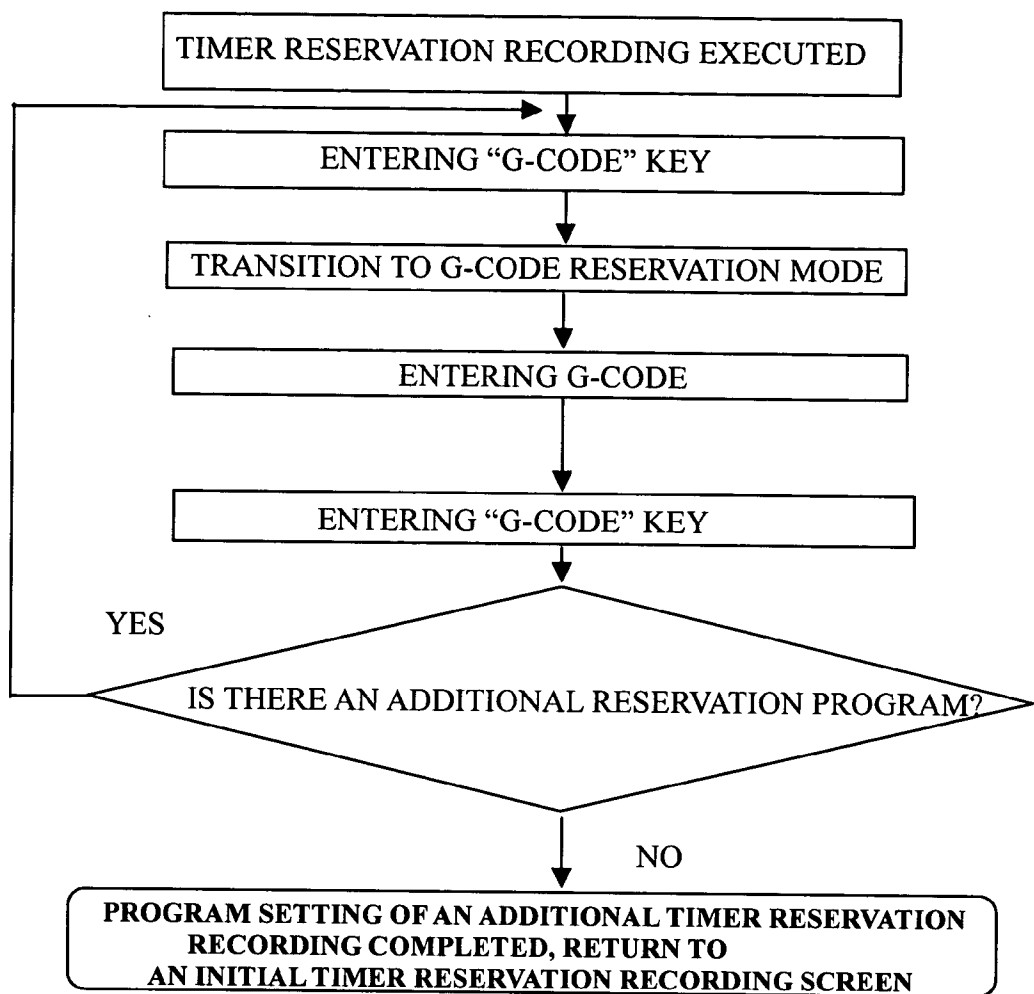 TIMER RESERVATION RECORDING EXECUTED
ENTERING “G-CODE” KEY
TRANSITION TO G-CODE RESERVATION MODE
ENTERING G-CODE
ENTERING “G-CODE” KEY
YES
IS THERE AN ADDITIONAL RESERVATION PROGRAM?
NO
PROGRAM SETTING OF AN ADDITIONAL TIMER RESERVATION
RECORDING COMPLETED, RETURN TO
AN INITIAL TIMER RESERVATION RECORDING SCREEN